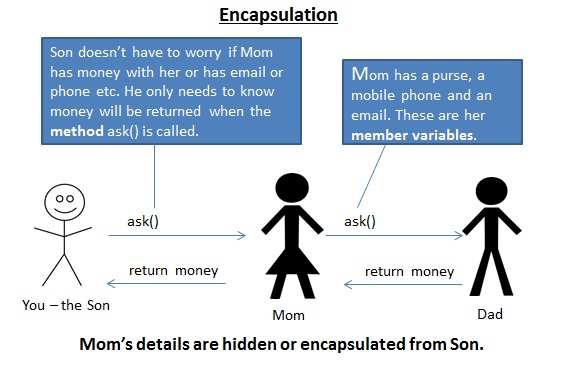 Encapsulation
Son doesn't have to worry if Mom
has money with her or has email or
phone etc. He only needs to know
money will be returned when the
method ask() is called.
Mom has a purse, a
mobile phone and an
email. These are her
member variables.
ask()
ask()
return money
return money
You – the Son
Mom
Dad
Mom's details are hidden or encapsulated from Son.